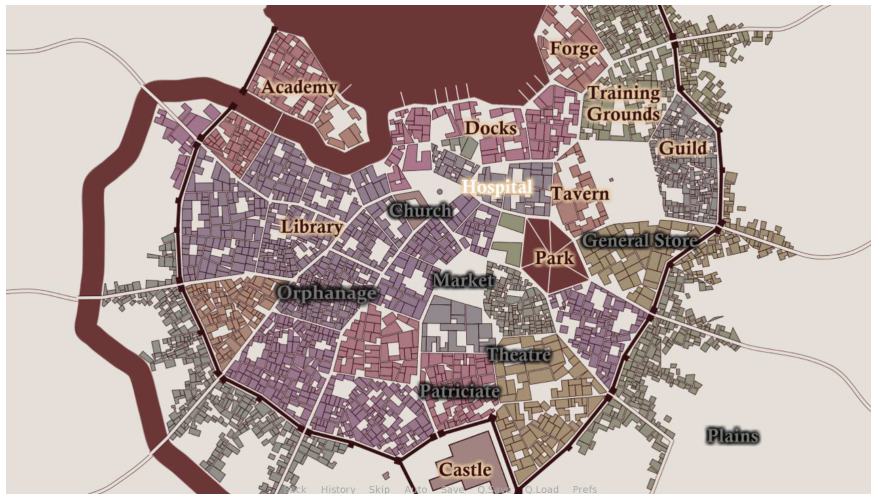 Forge
Academy
Training
Grounds
Docks
Guild
Hospital
Tavern
Church
Library
General Store
Park
Market
Orphanage
Theatre
Patriciate
Plains
Castle
History Skip Auto Save Q.Load Prefs